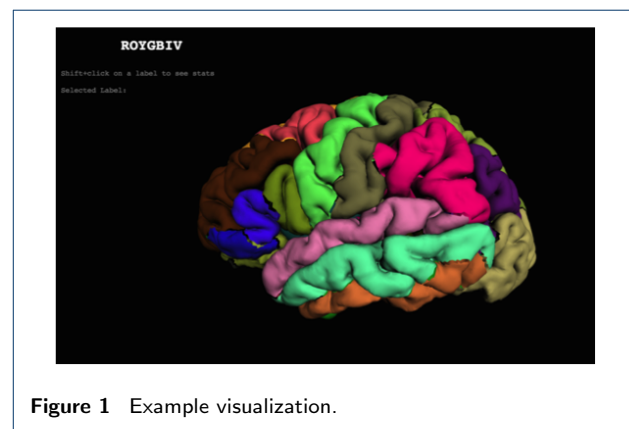 ROYGBIV
Shift+click on a label to see stats
Selected Label:
Figure 1 Example visualization.